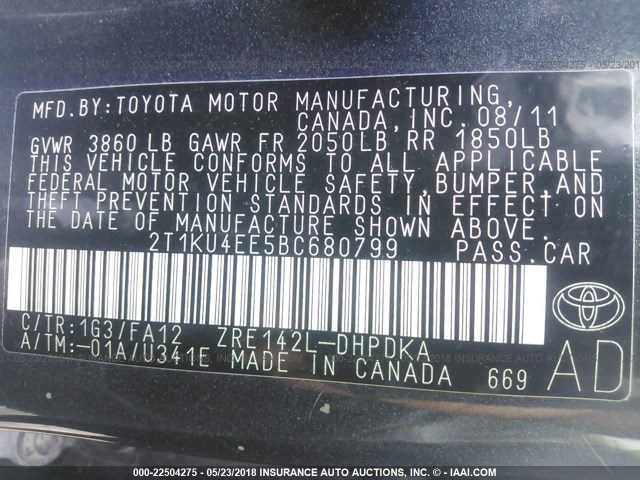 MFD.BY:TOYOTA MOTOR MANUFACTURING,
CANADA,INC. 08/11
GVWR 3860 LB GAWR FR 2050LB RR 1850LB
THIS VEHICLE CONFORMS TO ALL APPLICABLE
FEDERAL MOTOR VEHICLE SAFETY,BUMPER,AND
THEFT PREVENTION STANDARDS IN EFFECT ON
THE DATE OF MANUFACTURE SHOWN ABOVE.
2T1KU4EE5BC680799 PASS.CAR
C/TR:1G3/FA12 ZRE142L-DHPDKA
A/TM:-01A/U341E MADE IN CANADA 669
AD
000-22504275 - 05/23/2018 INSURANCE AUTO AUCTIONS INC. - IAAI.COM